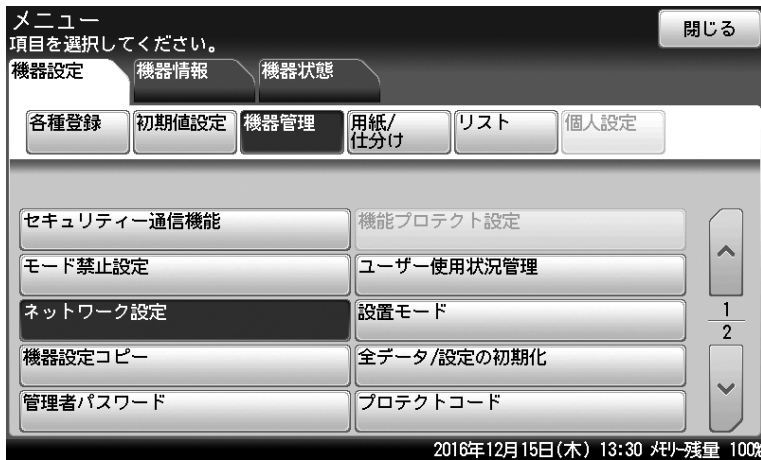 メニュー
項目を選択してください。
閉じる
機器設定
機器情報
機器状態
各種登録
初期値設定
機器管理
用紙/
仕分け
リスト
個人設定
セキュリティー通信機能
機能プロテクト設定
モード禁止設定
ユーザー使用状況管理
ネットワーク設定
設置モード
機器設定コピー
全データ/設定の初期化
管理者パスワード
プロテクトコード
1
2
2016年12月15日(木) 13:30 ﾒﾓﾘｰ残量 100%